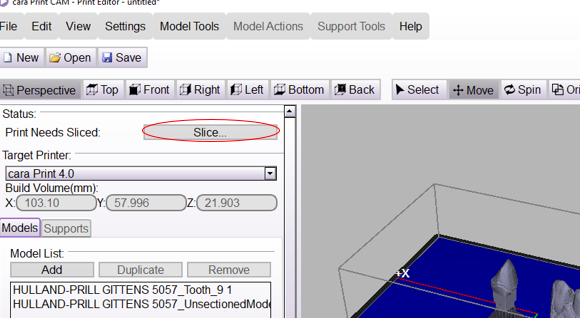 cara Print CAM - Print Editor - untitled*
File Edit View Settings Model Tools Model Actions Support Tools Help
New Open Save
Perspective Top Front Right Left Bottom Back Select Move Spin Ori
Status:
Print Needs Sliced: Slice...
Target Printer:
cara Print 4.0
Build Volume(mm):
X: 103.10 Y: 57.996 Z: 21.903
Models Supports
Model List:
Add Duplicate Remove
HULLAND-PRILL GITTENS 5057_Tooth_9 1
HULLAND-PRILL GITTENS 5057_UnsectionedMode
+X